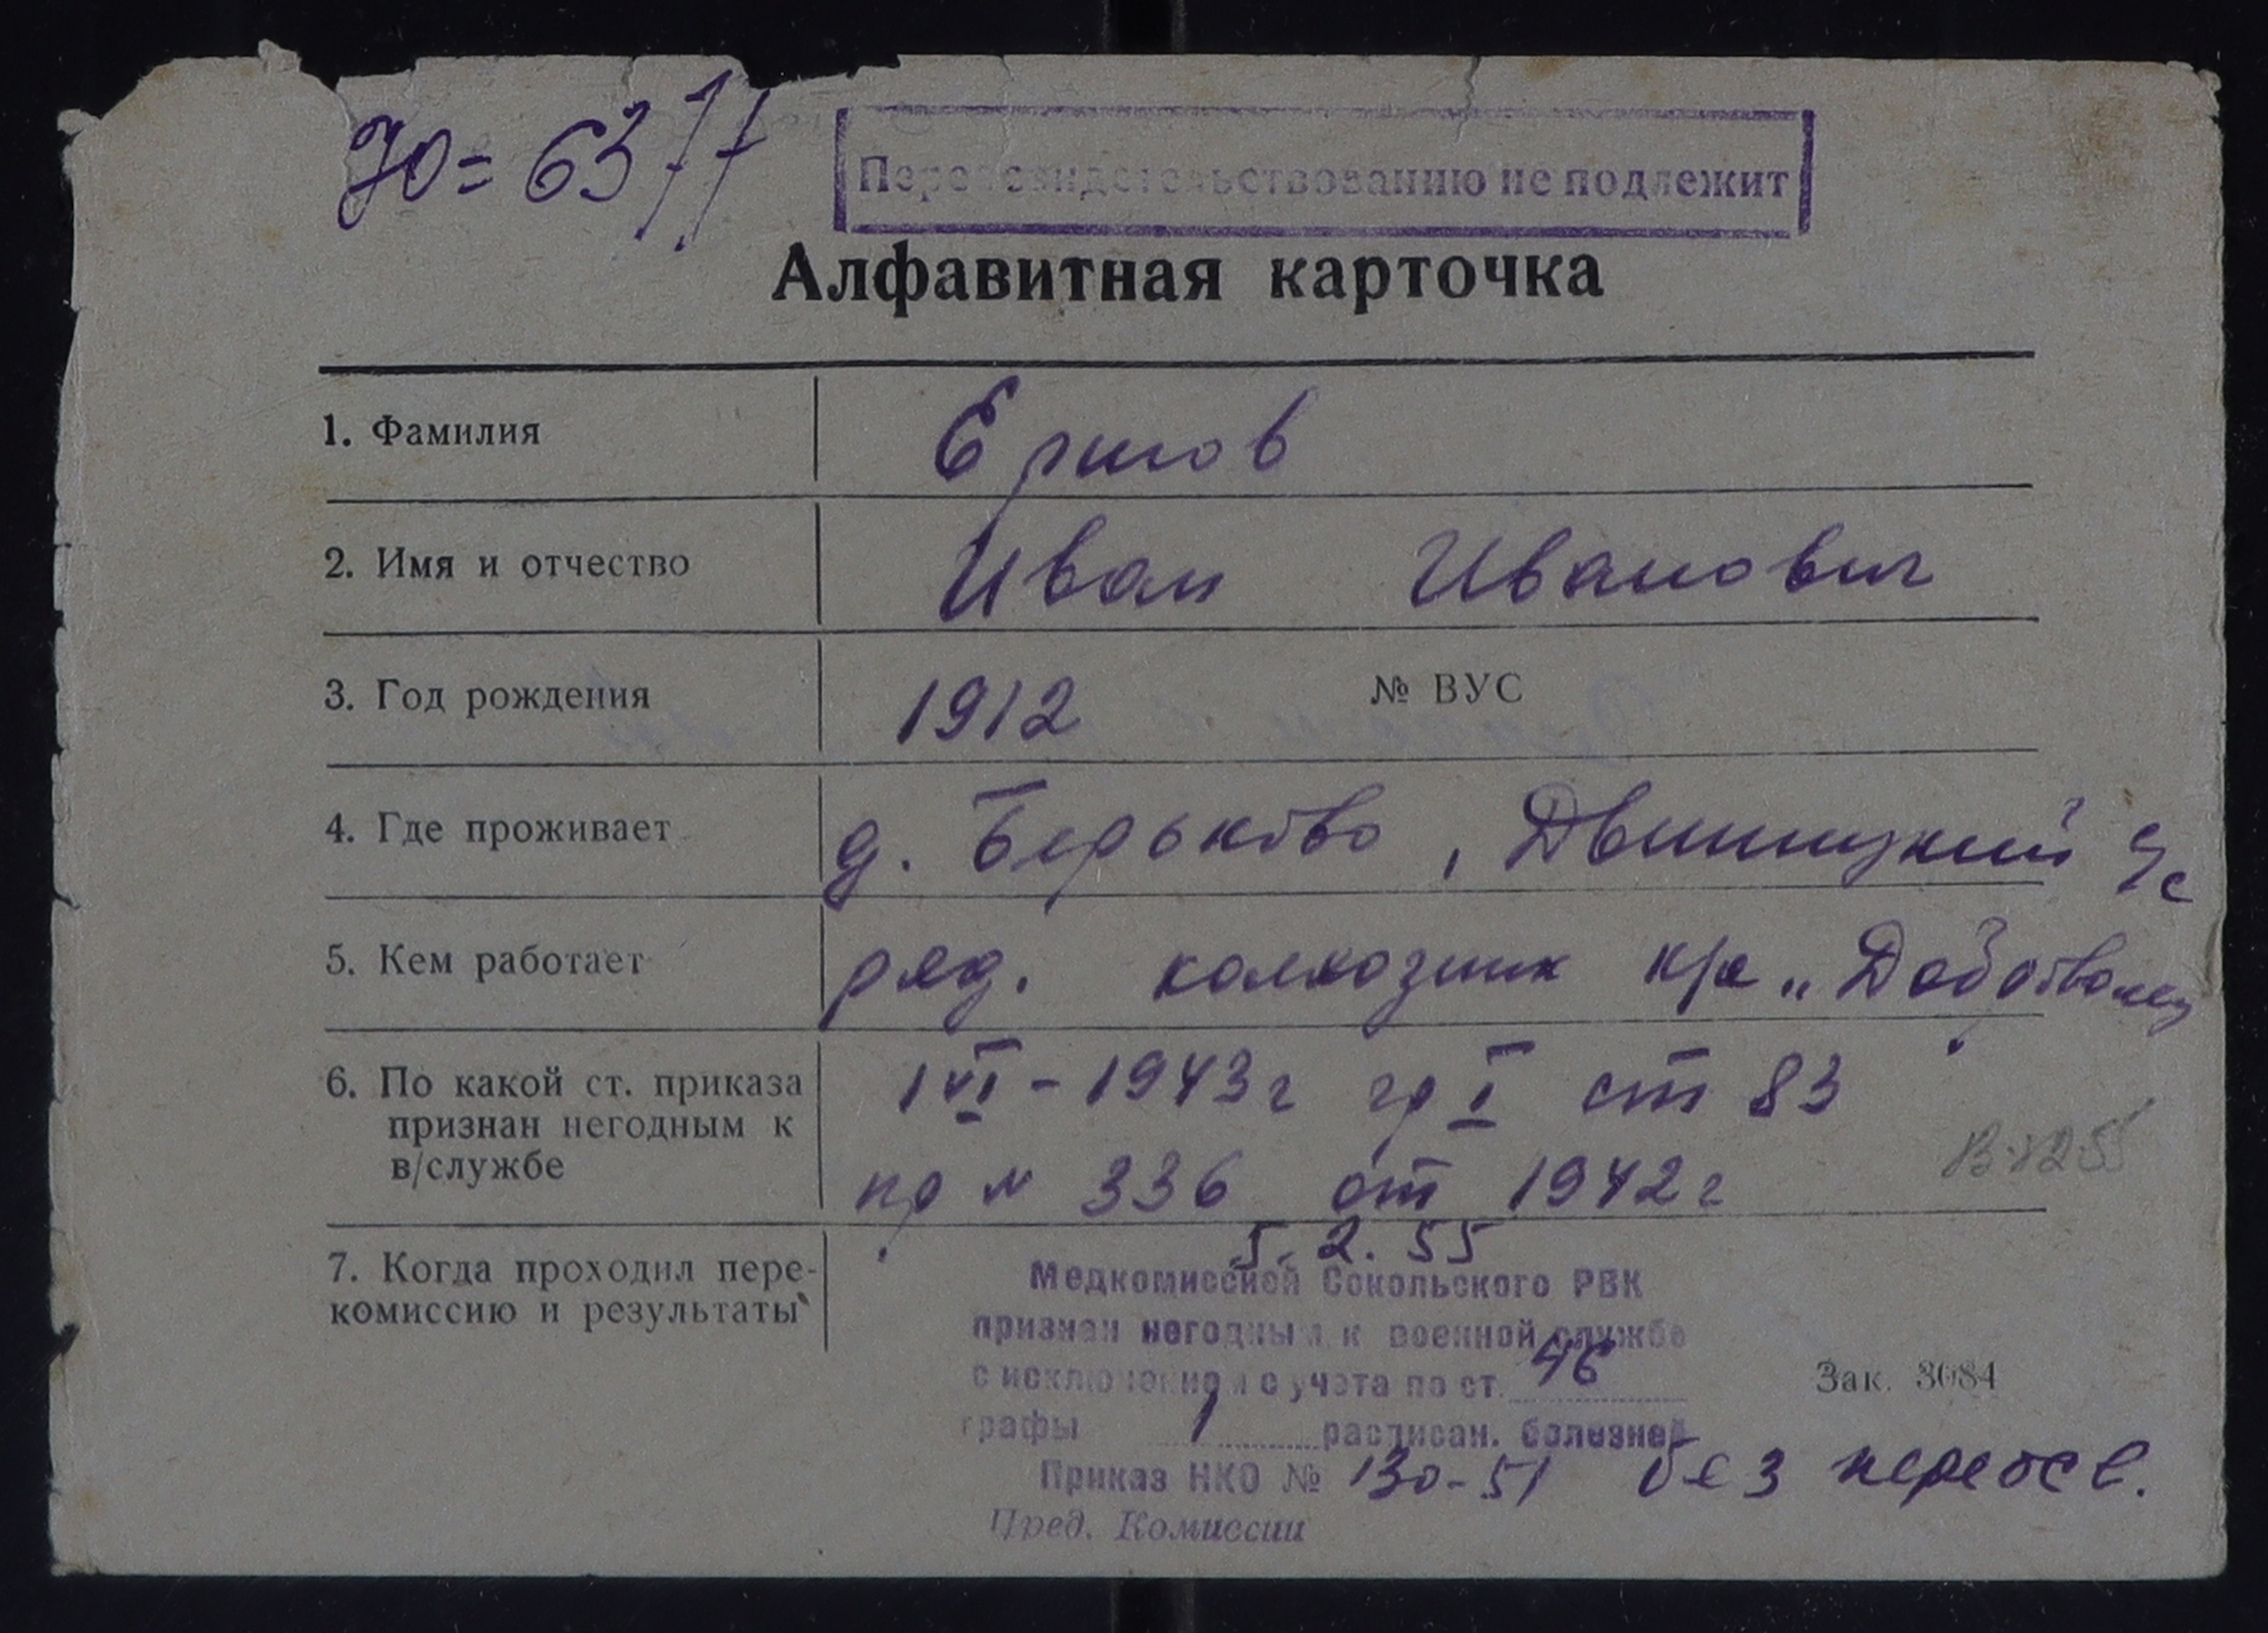 Ю=6377
Переосвидетельствованию не подлежит
Алфавитная карточка
1. Фамилия Ершов
2. Имя и отчество Иван Иванович
3. Год рождения 1912 № ВУС
4. Где проживает д. Берьково, Двиницкий с/с
5. Кем работает ряд. колхозник к/з „Доброволец
6. По какой ст. приказа 1 VI - 1943 г гр I ст 83
признан негодным к
в/службе пр № 336 от 1942 г
5.2.55
7. Когда проходил пере-
комиссию и результаты
Медкомиссией Сокольского РВК
признан негодным к военной службе
с исключением с учета по ст. 46
графы 1 расписан. болезней
Приказ НКО № 130-51 без переосв.
Пред. Комиссии
Зак. 3084